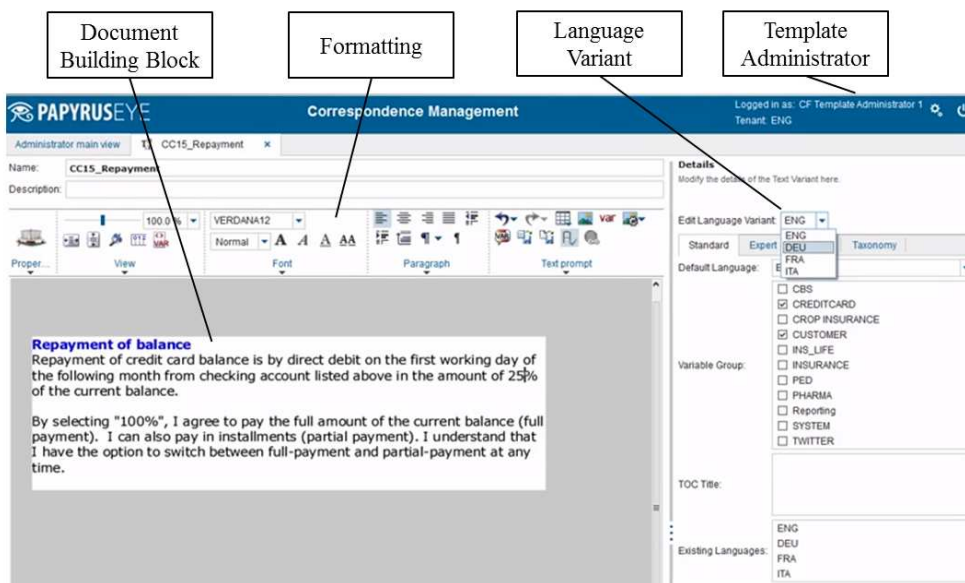 Document
Building Block
Formatting
Language
Variant
Template
Administrator
PAPYRUSEYE
Correspondence Management
Logged in as: CF Template Administrator 1
Tenant: ENG
Administrator main view
CC15_Repayment ×
Name: CC15_Repayment
Description:
100.0 %
VERDANA12
var
Normal
A A A AA
VAR
Proper...
View
Font
Paragraph
Text prompt
Repayment of balance
Repayment of credit card balance is by direct debit on the first working day of
the following month from checking account listed above in the amount of 25%
of the current balance.
By selecting "100%", I agree to pay the full amount of the current balance (full
payment). I can also pay in installments (partial payment). I understand that
I have the option to switch between full-payment and partial-payment at any
time.
Details
Modify the details of the Text Variant here.
Edit Language Variant: ENG
ENG
DEU
FRA
ITA
Standard
Expert
Taxonomy
Default Language:
Variable Group:
CBS
CREDITCARD
CROP INSURANCE
CUSTOMER
INS_LIFE
INSURANCE
PED
PHARMA
Reporting
SYSTEM
TWITTER
TOC Title:
Existing Languages:
ENG
DEU
FRA
ITA